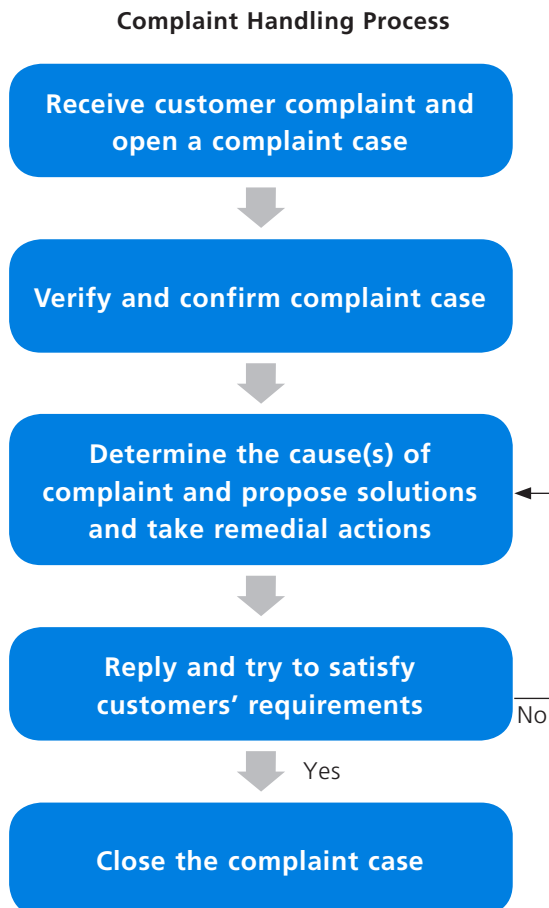 Complaint Handling Process
Receive customer complaint and
open a complaint case
Verify and confirm complaint case
Determine the cause(s) of
complaint and propose solutions
and take remedial actions
Reply and try to satisfy
customers’ requirements
No
Yes
Close the complaint case